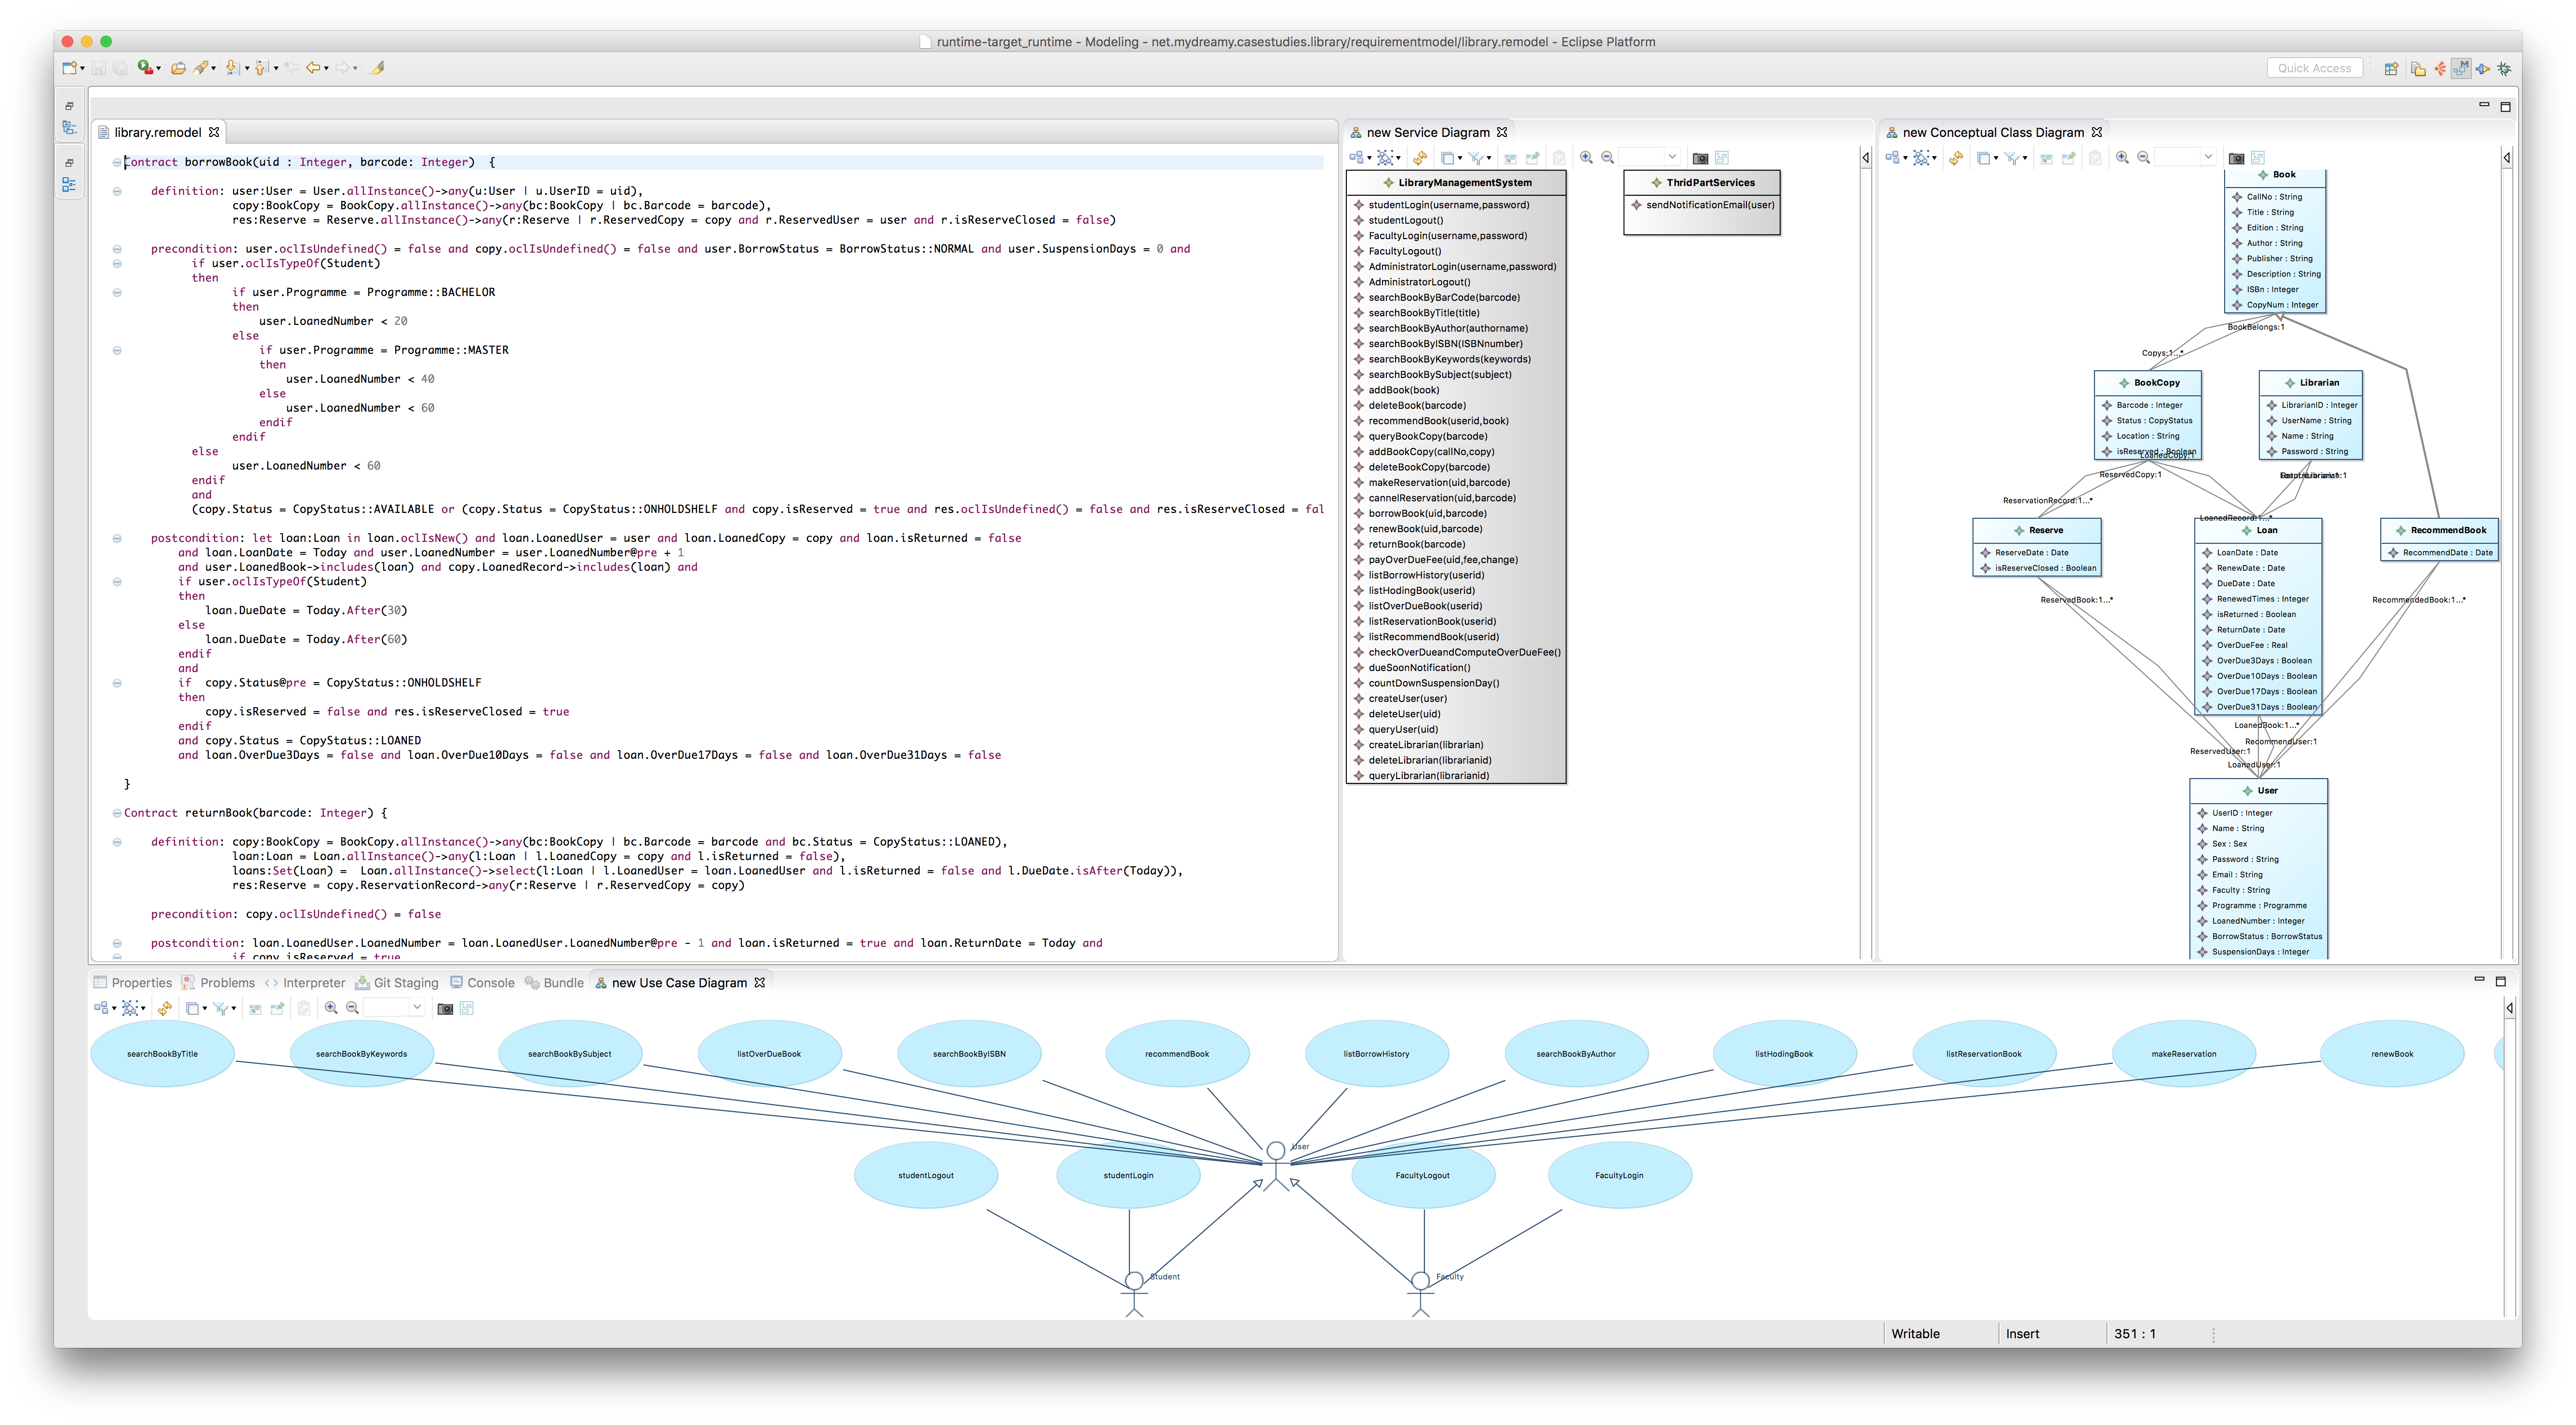 runtime-target_runtime - Modeling - net.mydreamy.casestudies.library/requirementmodel/library.remodel - Eclipse Platform
Quick Access
library.remodel
Contract borrowBook(uid : Integer, barcode: Integer)  {
definition: user:User = User.allInstance()->any(u:User | u.UserID = uid),
copy:BookCopy = BookCopy.allInstance()->any(bc:BookCopy | bc.Barcode = barcode),
res:Reserve = Reserve.allInstance()->any(r:Reserve | r.ReservedCopy = copy and r.ReservedUser = user and r.isReserveClosed = false)
precondition: user.oclIsUndefined() = false and copy.oclIsUndefined() = false and user.BorrowStatus = BorrowStatus::NORMAL and user.SuspensionDays = 0 and
if user.oclIsTypeOf(Student)
then
if user.Programme = Programme::BACHELOR
then
user.LoanedNumber < 20
else
if user.Programme = Programme::MASTER
then
user.LoanedNumber < 40
else
user.LoanedNumber < 60
endif
endif
else
user.LoanedNumber < 60
endif
and
(copy.Status = CopyStatus::AVAILABLE or (copy.Status = CopyStatus::ONHOLDSHELF and copy.isReserved = true and res.oclIsUndefined() = false and res.isReserveClosed = fal
postcondition: let loan:Loan in loan.oclIsNew() and loan.LoanedUser = user and loan.LoanedCopy = copy and loan.isReturned = false
and loan.LoanDate = Today and user.LoanedNumber = user.LoanedNumber@pre + 1
and user.LoanedBook->includes(loan) and copy.LoanedRecord->includes(loan) and
if user.oclIsTypeOf(Student)
then
loan.DueDate = Today.After(30)
else
loan.DueDate = Today.After(60)
endif
and
if  copy.Status@pre = CopyStatus::ONHOLDSHELF
then
copy.isReserved = false and res.isReserveClosed = true
endif
and copy.Status = CopyStatus::LOANED
and loan.OverDue3Days = false and loan.OverDue10Days = false and loan.OverDue17Days = false and loan.OverDue31Days = false
}
Contract returnBook(barcode: Integer) {
definition: copy:BookCopy = BookCopy.allInstance()->any(bc:BookCopy | bc.Barcode = barcode and bc.Status = CopyStatus::LOANED),
loan:Loan = Loan.allInstance()->any(l:Loan | l.LoanedCopy = copy and l.isReturned = false),
loans:Set(Loan) =  Loan.allInstance()->select(l:Loan | l.LoanedUser = loan.LoanedUser and l.isReturned = false and l.DueDate.isAfter(Today)),
res:Reserve = copy.ReservationRecord->any(r:Reserve | r.ReservedCopy = copy)
precondition: copy.oclIsUndefined() = false
postcondition: loan.LoanedUser.LoanedNumber = loan.LoanedUser.LoanedNumber@pre - 1 and loan.isReturned = true and loan.ReturnDate = Today and
if copy.isReserved = true
new Service Diagram
LibraryManagementSystem
studentLogin(username,password)
studentLogout()
FacultyLogin(username,password)
FacultyLogout()
AdministratorLogin(username,password)
AdministratorLogout()
searchBookByBarCode(barcode)
searchBookByTitle(title)
searchBookByAuthor(authorname)
searchBookByISBN(ISBNnumber)
searchBookByKeywords(keywords)
searchBookBySubject(subject)
addBook(book)
deleteBook(barcode)
recommendBook(userid,book)
queryBookCopy(barcode)
addBookCopy(callNo,copy)
deleteBookCopy(barcode)
makeReservation(uid,barcode)
cannelReservation(uid,barcode)
borrowBook(uid,barcode)
renewBook(uid,barcode)
returnBook(barcode)
payOverDueFee(uid,fee,change)
listBorrowHistory(userid)
listHodingBook(userid)
listOverDueBook(userid)
listReservationBook(userid)
listRecommendBook(userid)
checkOverDueandComputeOverDueFee()
dueSoonNotification()
countDownSuspensionDay()
createUser(user)
deleteUser(uid)
queryUser(uid)
createLibrarian(librarian)
deleteLibrarian(librarianid)
queryLibrarian(librarianid)
ThridPartServices
sendNotificationEmail(user)
new Conceptual Class Diagram
Book
CallNo : String
Title : String
Edition : String
Author : String
Publisher : String
Description : String
ISBn : Integer
CopyNum : Integer
BookBelongs:1
Copys:1...*
BookCopy
Barcode : Integer
Status : CopyStatus
Location : String
isReserved : Boolean
LoanedCopy:1
Librarian
LibrarianID : Integer
UserName : String
Name : String
Password : String
ReservedCopy:1
ReservationRecord:1...*
LoanedRecord:1...*
Reserve
ReserveDate : Date
isReserveClosed : Boolean
Loan
LoanDate : Date
RenewDate : Date
DueDate : Date
RenewedTimes : Integer
isReturned : Boolean
ReturnDate : Date
OverDueFee : Real
OverDue3Days : Boolean
OverDue10Days : Boolean
OverDue17Days : Boolean
OverDue31Days : Boolean
RecommendBook
RecommendDate : Date
ReservedBook:1...*
RecommendedBook:1...*
LoanedBook:1...*
RecommendUser:1
ReservedUser:1
LoanedUser:1
User
UserID : Integer
Name : String
Sex : Sex
Password : String
Email : String
Faculty : String
Programme : Programme
LoanedNumber : Integer
BorrowStatus : BorrowStatus
SuspensionDays : Integer
Properties Problems Interpreter Git Staging Console Bundle new Use Case Diagram
searchBookByTitle searchBookByKeywords searchBookBySubject listOverDueBook searchBookByISBN recommendBook listBorrowHistory searchBookByAuthor listHodingBook listReservationBook makeReservation renewBook
User
studentLogout studentLogin FacultyLogout FacultyLogin
Student Faculty
Writable Insert 351 : 1